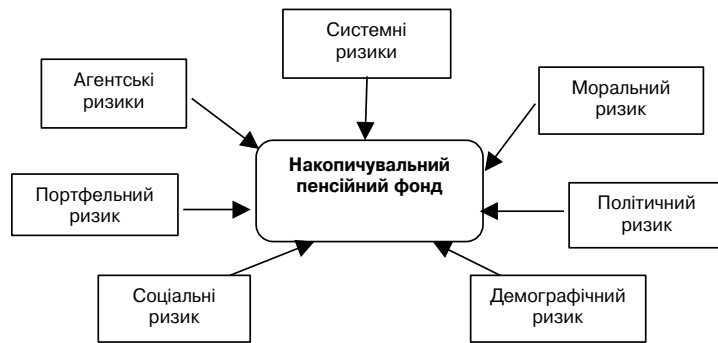 Системні
ризики
Агентські
ризики
Моральний
ризик
Накопичувальний
пенсійний фонд
Портфельний
ризик
Політичний
ризик
Соціальні
ризик
Демографічний
ризик